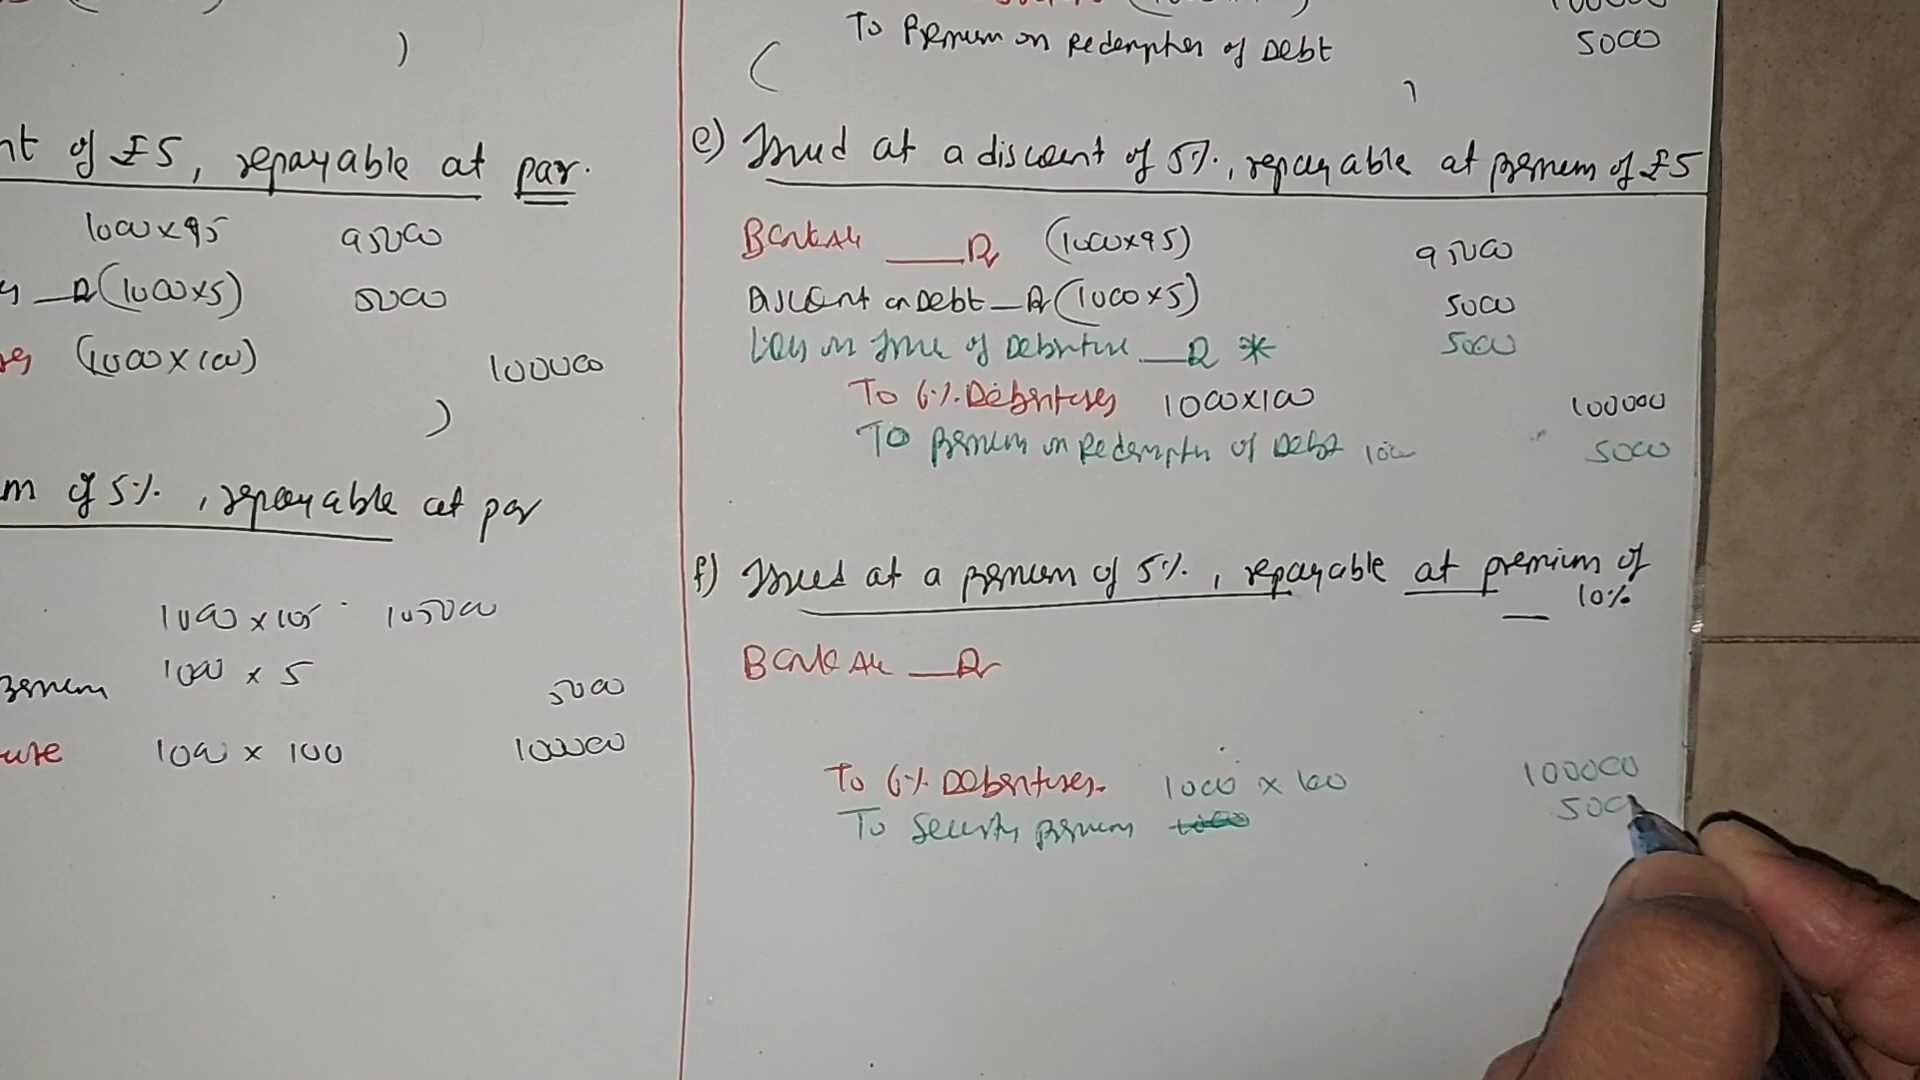 nt of ₤5, repayable at par.
1000x95 95000
Dr (1000x5) 5000
(1000x100) 100000
m of 5%, repayable at par
1000 x 105 105000
1000 x 5 5000
1000 x 100 100000
To Premium on Redemption of Debt 5000
e) Issued at a discount of 5%, repayable at premium of ₤5
Bank A/c Dr (1000x95) 95000
Discount on Debt Dr (1000x5) 5000
Loss on Issue of Debenture Dr * 5000
To 6% Debentures 1000x100 100000
To Premium on Redemption of Debt 5000
f) Issued at a premium of 5%, repayable at premium of
10%
Bank A/c Dr
To 6% Debentures 1000 x 100 100000
To Security premium